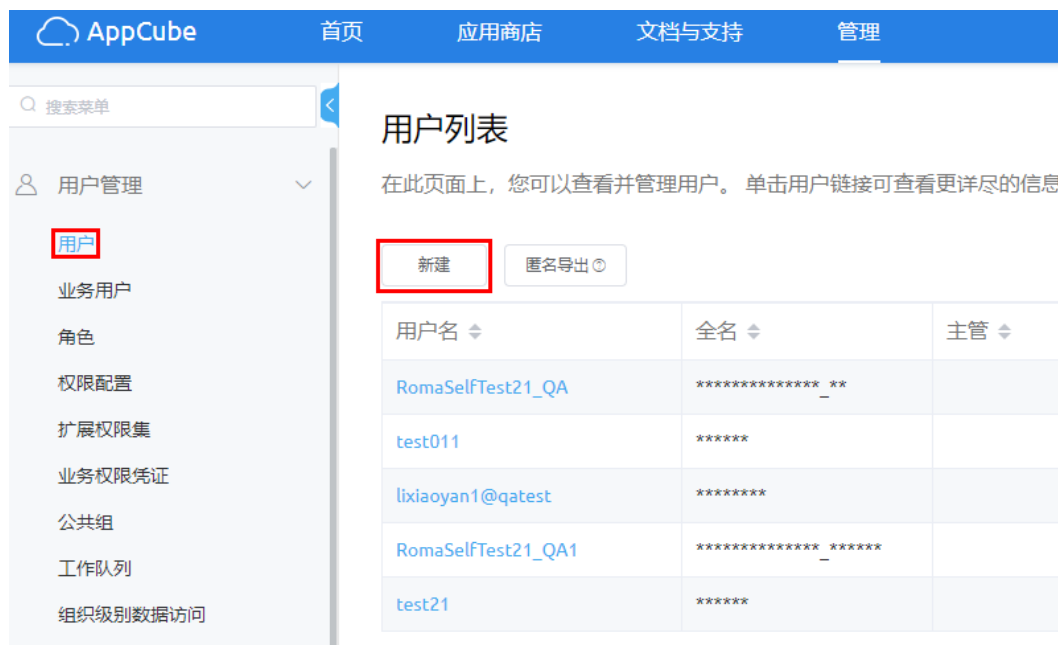 AppCube 首页 应用商店 文档与支持 管理
搜索菜单
用户管理
用户
业务用户
角色
权限配置
扩展权限集
业务权限凭证
公共组
工作队列
组织级别数据访问
用户列表
在此页面上，您可以查看并管理用户。 单击用户链接可查看更详尽的信息
新建 匿名导出
用户名 全名 主管
RomaSelfTest21_QA **************_**
test011 ******
lixiaoyan1@qatest ********
RomaSelfTest21_QA1 **************_******
test21 ******